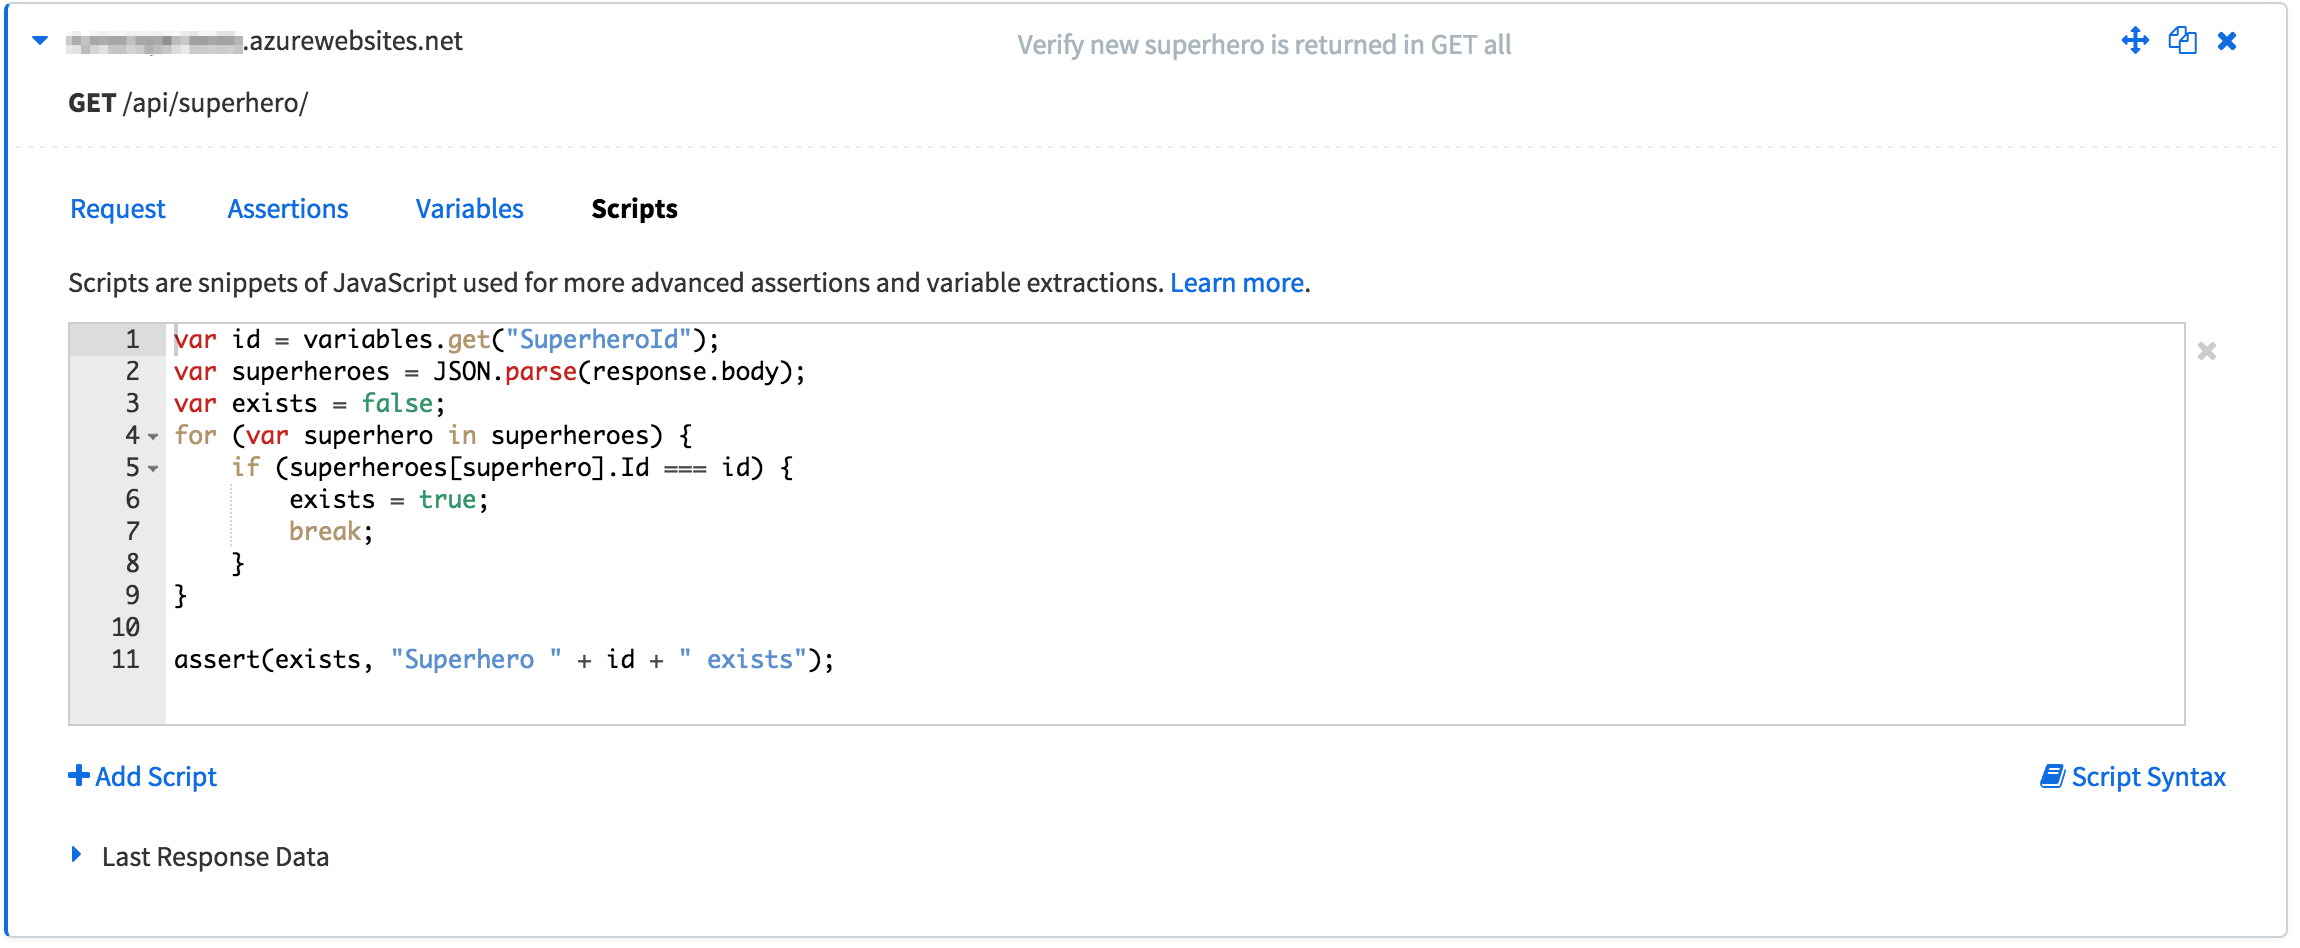 .azurewebsites.net
Verify new superhero is returned in GET all
GET /api/superhero/
Request Assertions Variables Scripts
Scripts are snippets of JavaScript used for more advanced assertions and variable extractions. Learn more.
1 var id = variables.get("SuperheroId");
2 var superheroes = JSON.parse(response.body);
3 var exists = false;
4 for (var superhero in superheroes) {
5     if (superheroes[superhero].Id === id) {
6         exists = true;
7         break;
8     }
9 }
10
11 assert(exists, "Superhero " + id + " exists");
Add Script
Script Syntax
Last Response Data